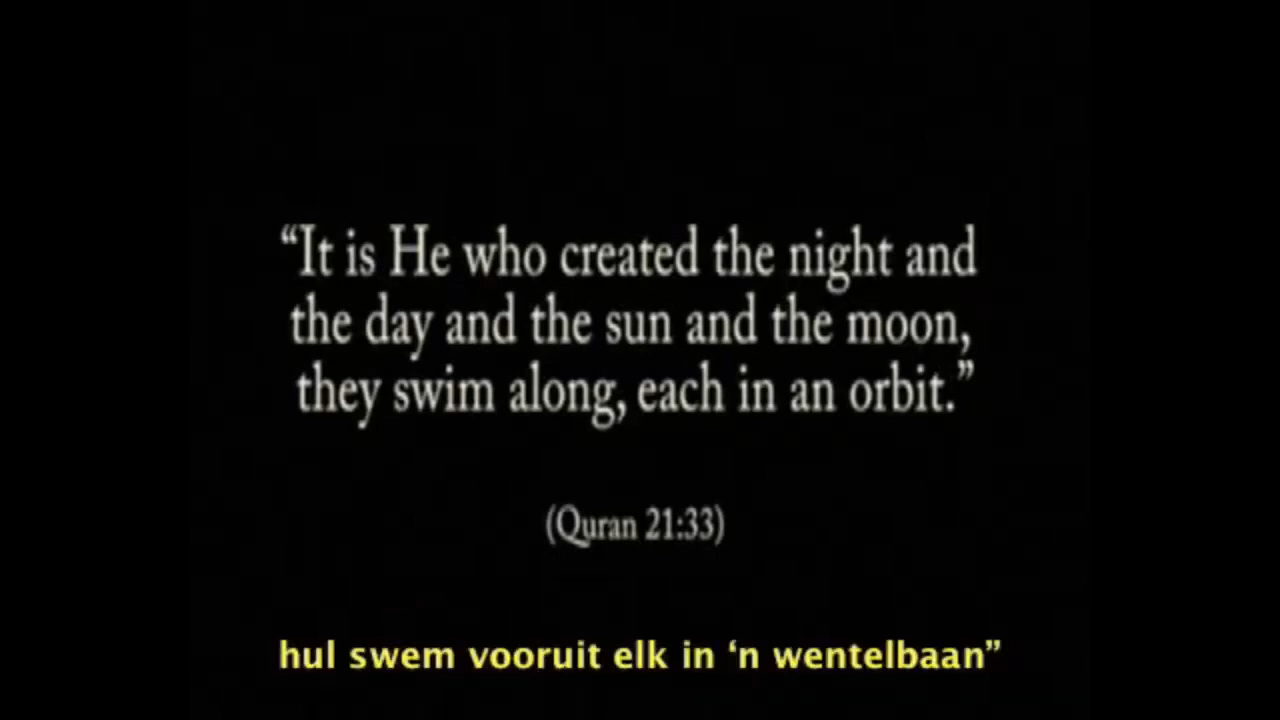 “It is He who created the night and
the day and the sun and the moon,
they swim along, each in an orbit.”
(Quran 21:33)
hul swem vooruit elk in ‘n wentelbaan”